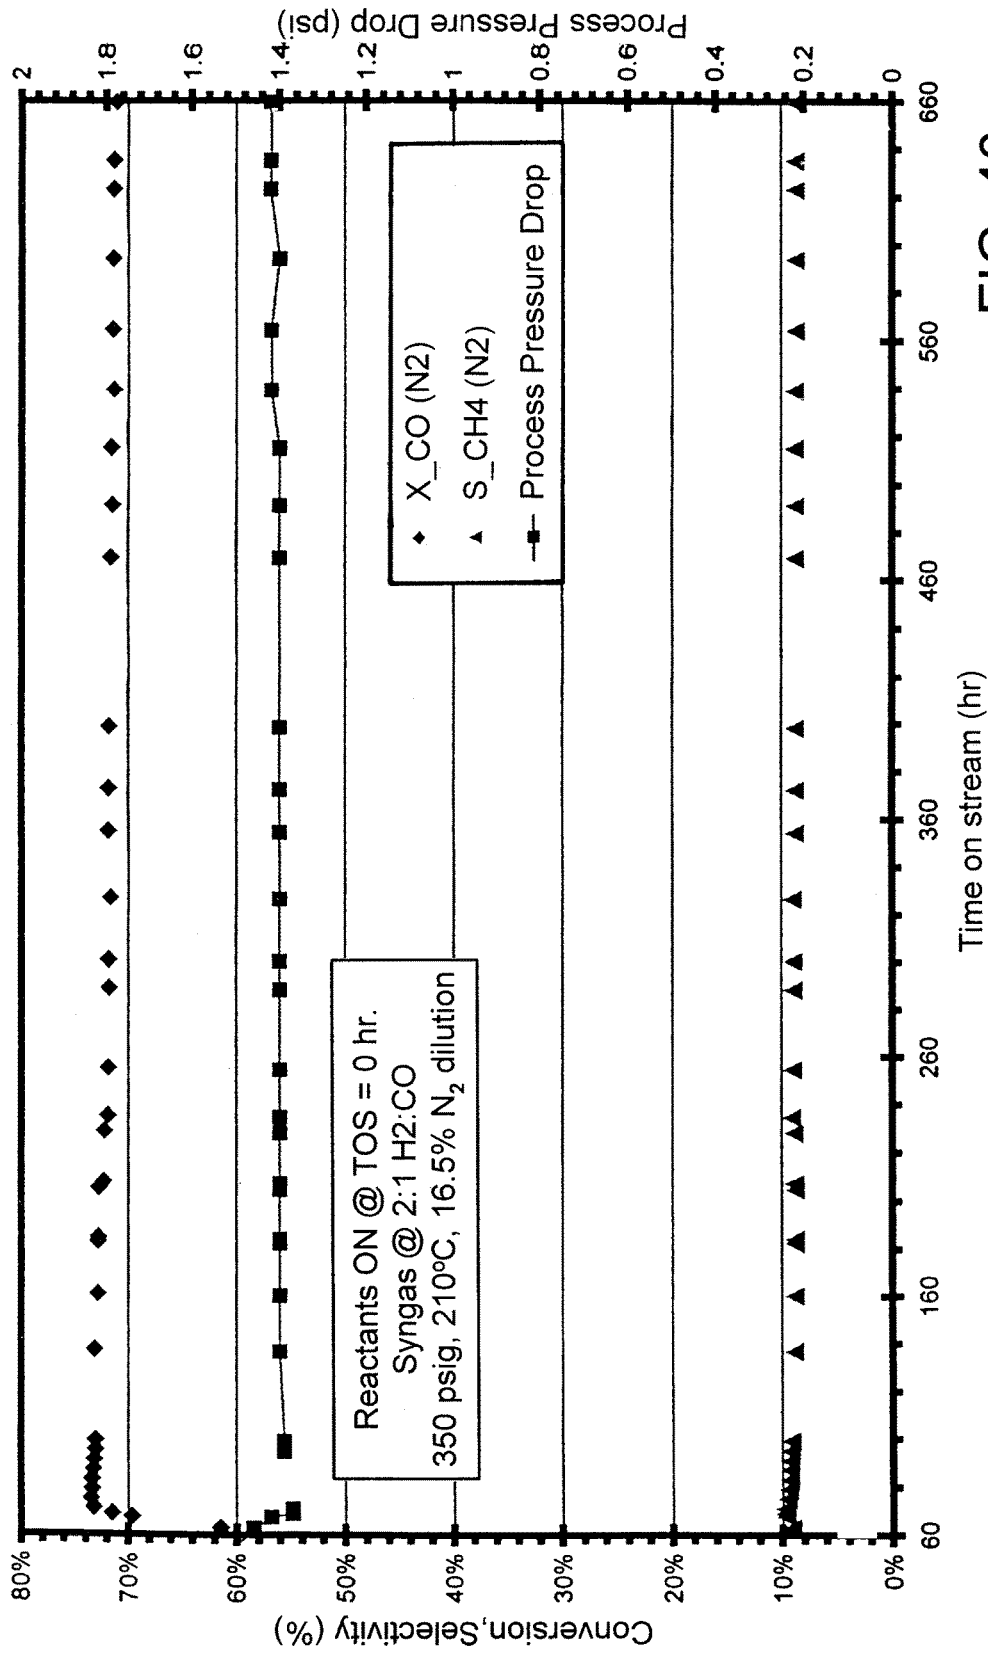 80%
70%
60%
50%
40%
30%
20%
10%
0%
Conversion,Selectivity (%)
2
1.8
1.6
1.4
1.2
1
0.8
0.6
0.4
0.2
0
Process Pressure Drop (psi)
60
160
260
360
460
560
660
Time on stream (hr)
Reactants ON @ TOS = 0 hr.
Syngas @ 2:1 H2:CO
350 psig, 210ºC, 16.5% N₂ dilution
X_CO (N2)
S_CH4 (N2)
Process Pressure Drop
FIG.